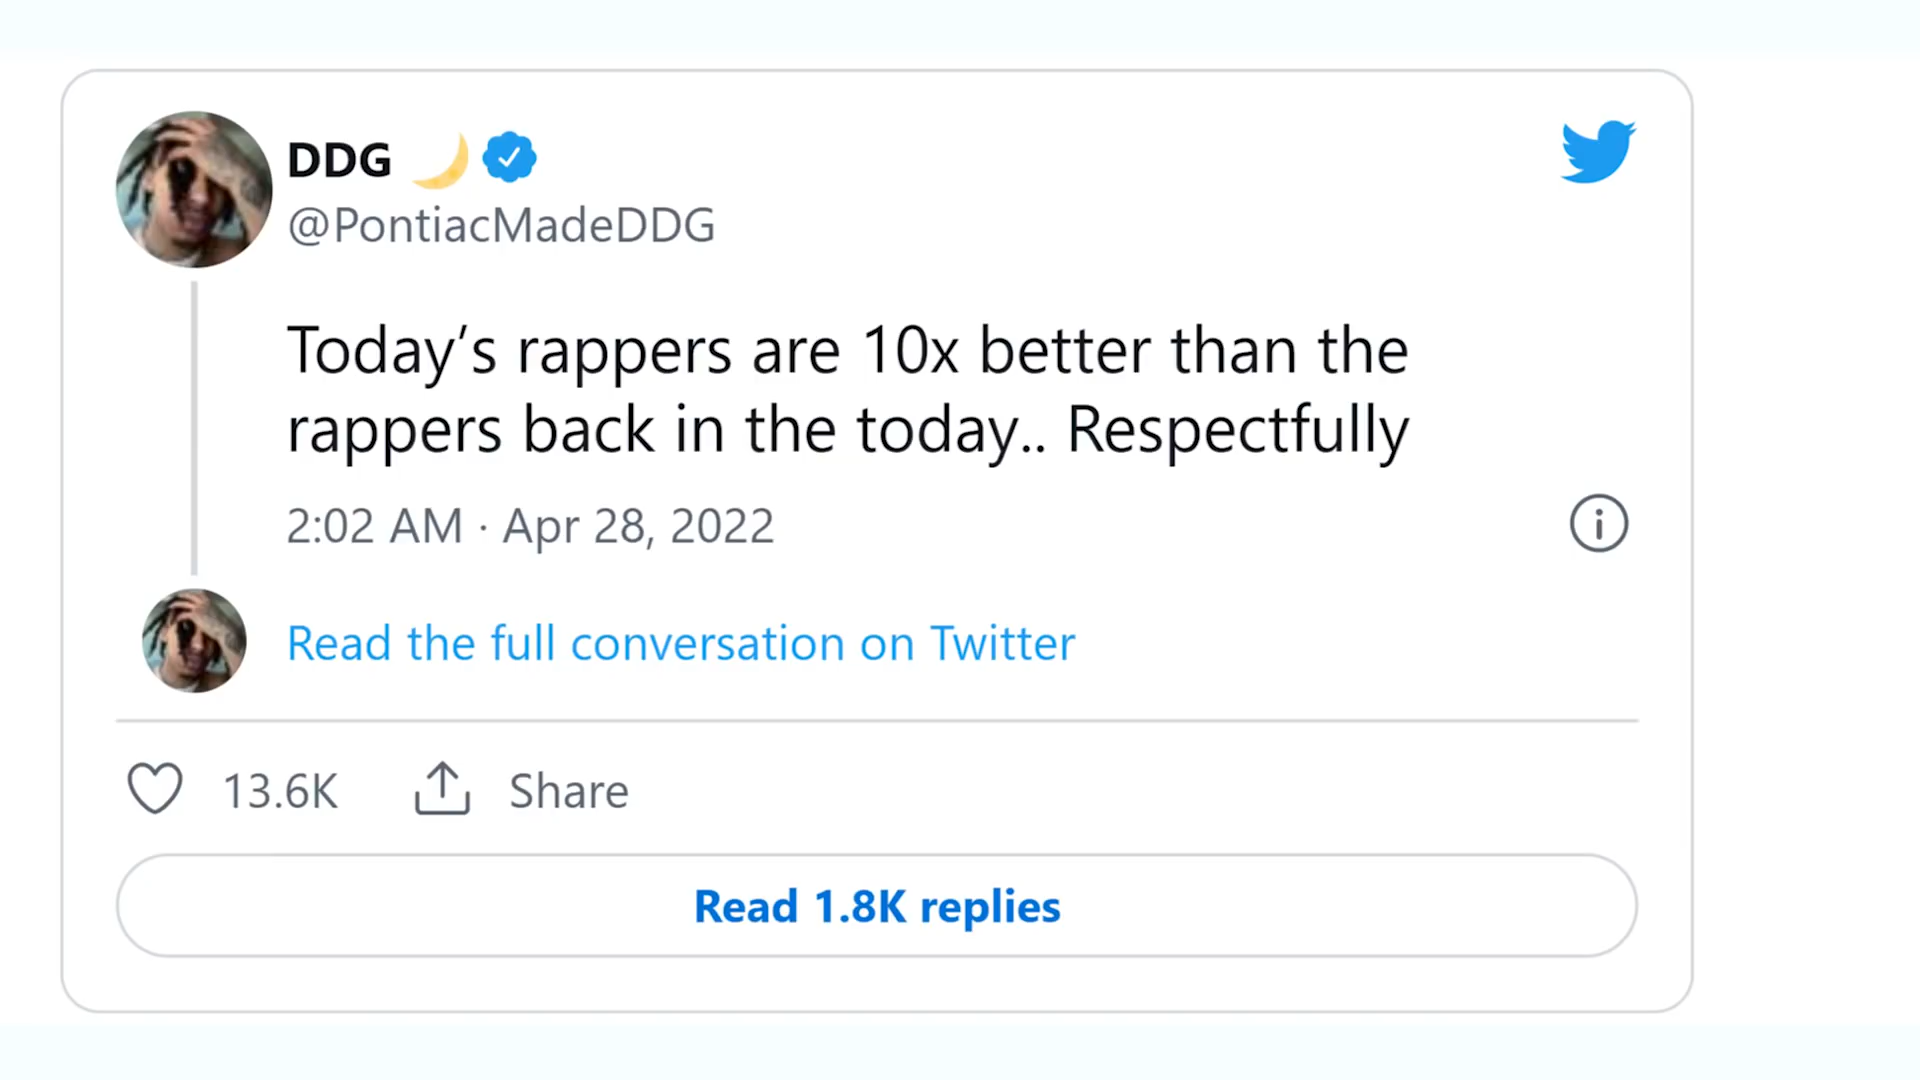 DDG 🌙
@PontiacMadeDDG
Today’s rappers are 10x better than the
rappers back in the today.. Respectfully
2:02 AM · Apr 28, 2022
Read the full conversation on Twitter
13.6K Share
Read 1.8K replies